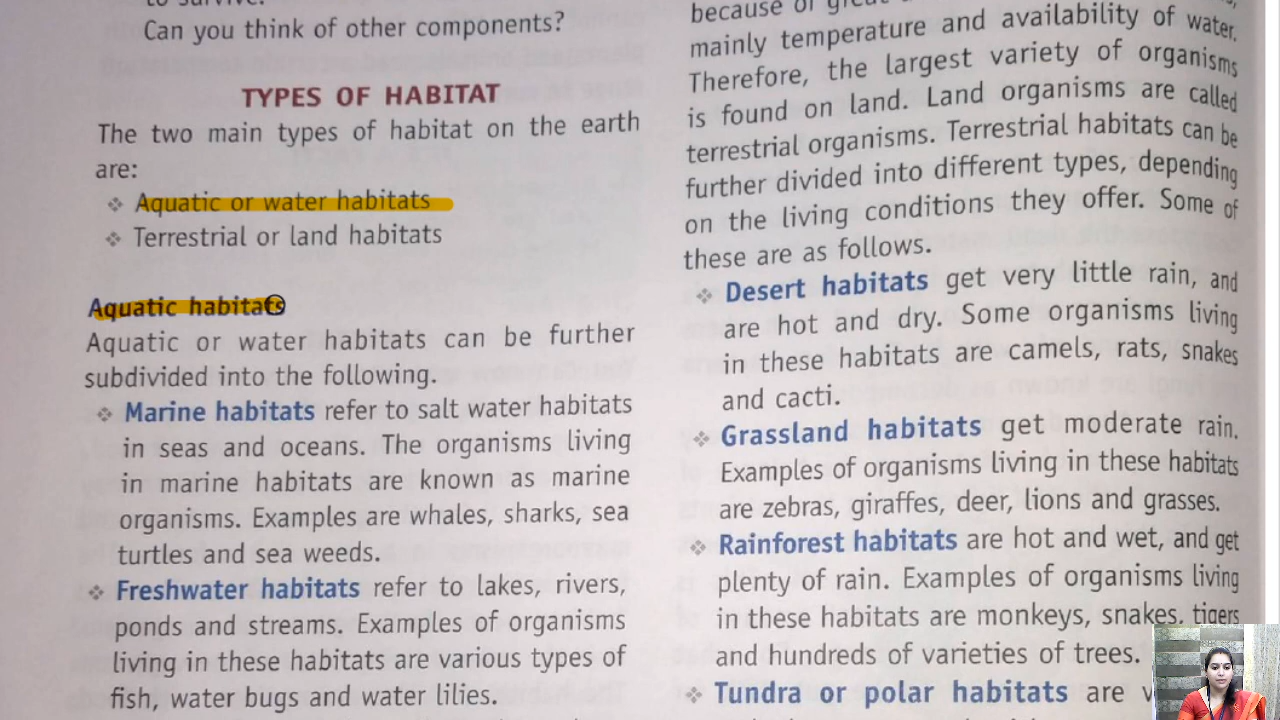 to survive.
Can you think of other components?
TYPES OF HABITAT
The two main types of habitat on the earth
are:
❖ Aquatic or water habitats
❖ Terrestrial or land habitats
Aquatic habitats
Aquatic or water habitats can be further
subdivided into the following.
❖ Marine habitats refer to salt water habitats
in seas and oceans. The organisms living
in marine habitats are known as marine
organisms. Examples are whales, sharks, sea
turtles and sea weeds.
❖ Freshwater habitats refer to lakes, rivers,
ponds and streams. Examples of organisms
living in these habitats are various types of
fish, water bugs and water lilies.
because of great
mainly temperature and availability of water.
Therefore, the largest variety of organisms
is found on land. Land organisms are called
terrestrial organisms. Terrestrial habitats can be
further divided into different types, depending
on the living conditions they offer. Some of
these are as follows.
❖ Desert habitats get very little rain, and
are hot and dry. Some organisms living
in these habitats are camels, rats, snakes
and cacti.
❖ Grassland habitats get moderate rain.
Examples of organisms living in these habitats
are zebras, giraffes, deer, lions and grasses.
❖ Rainforest habitats are hot and wet, and get
plenty of rain. Examples of organisms living
in these habitats are monkeys, snakes, tigers
and hundreds of varieties of trees.
❖ Tundra or polar habitats are